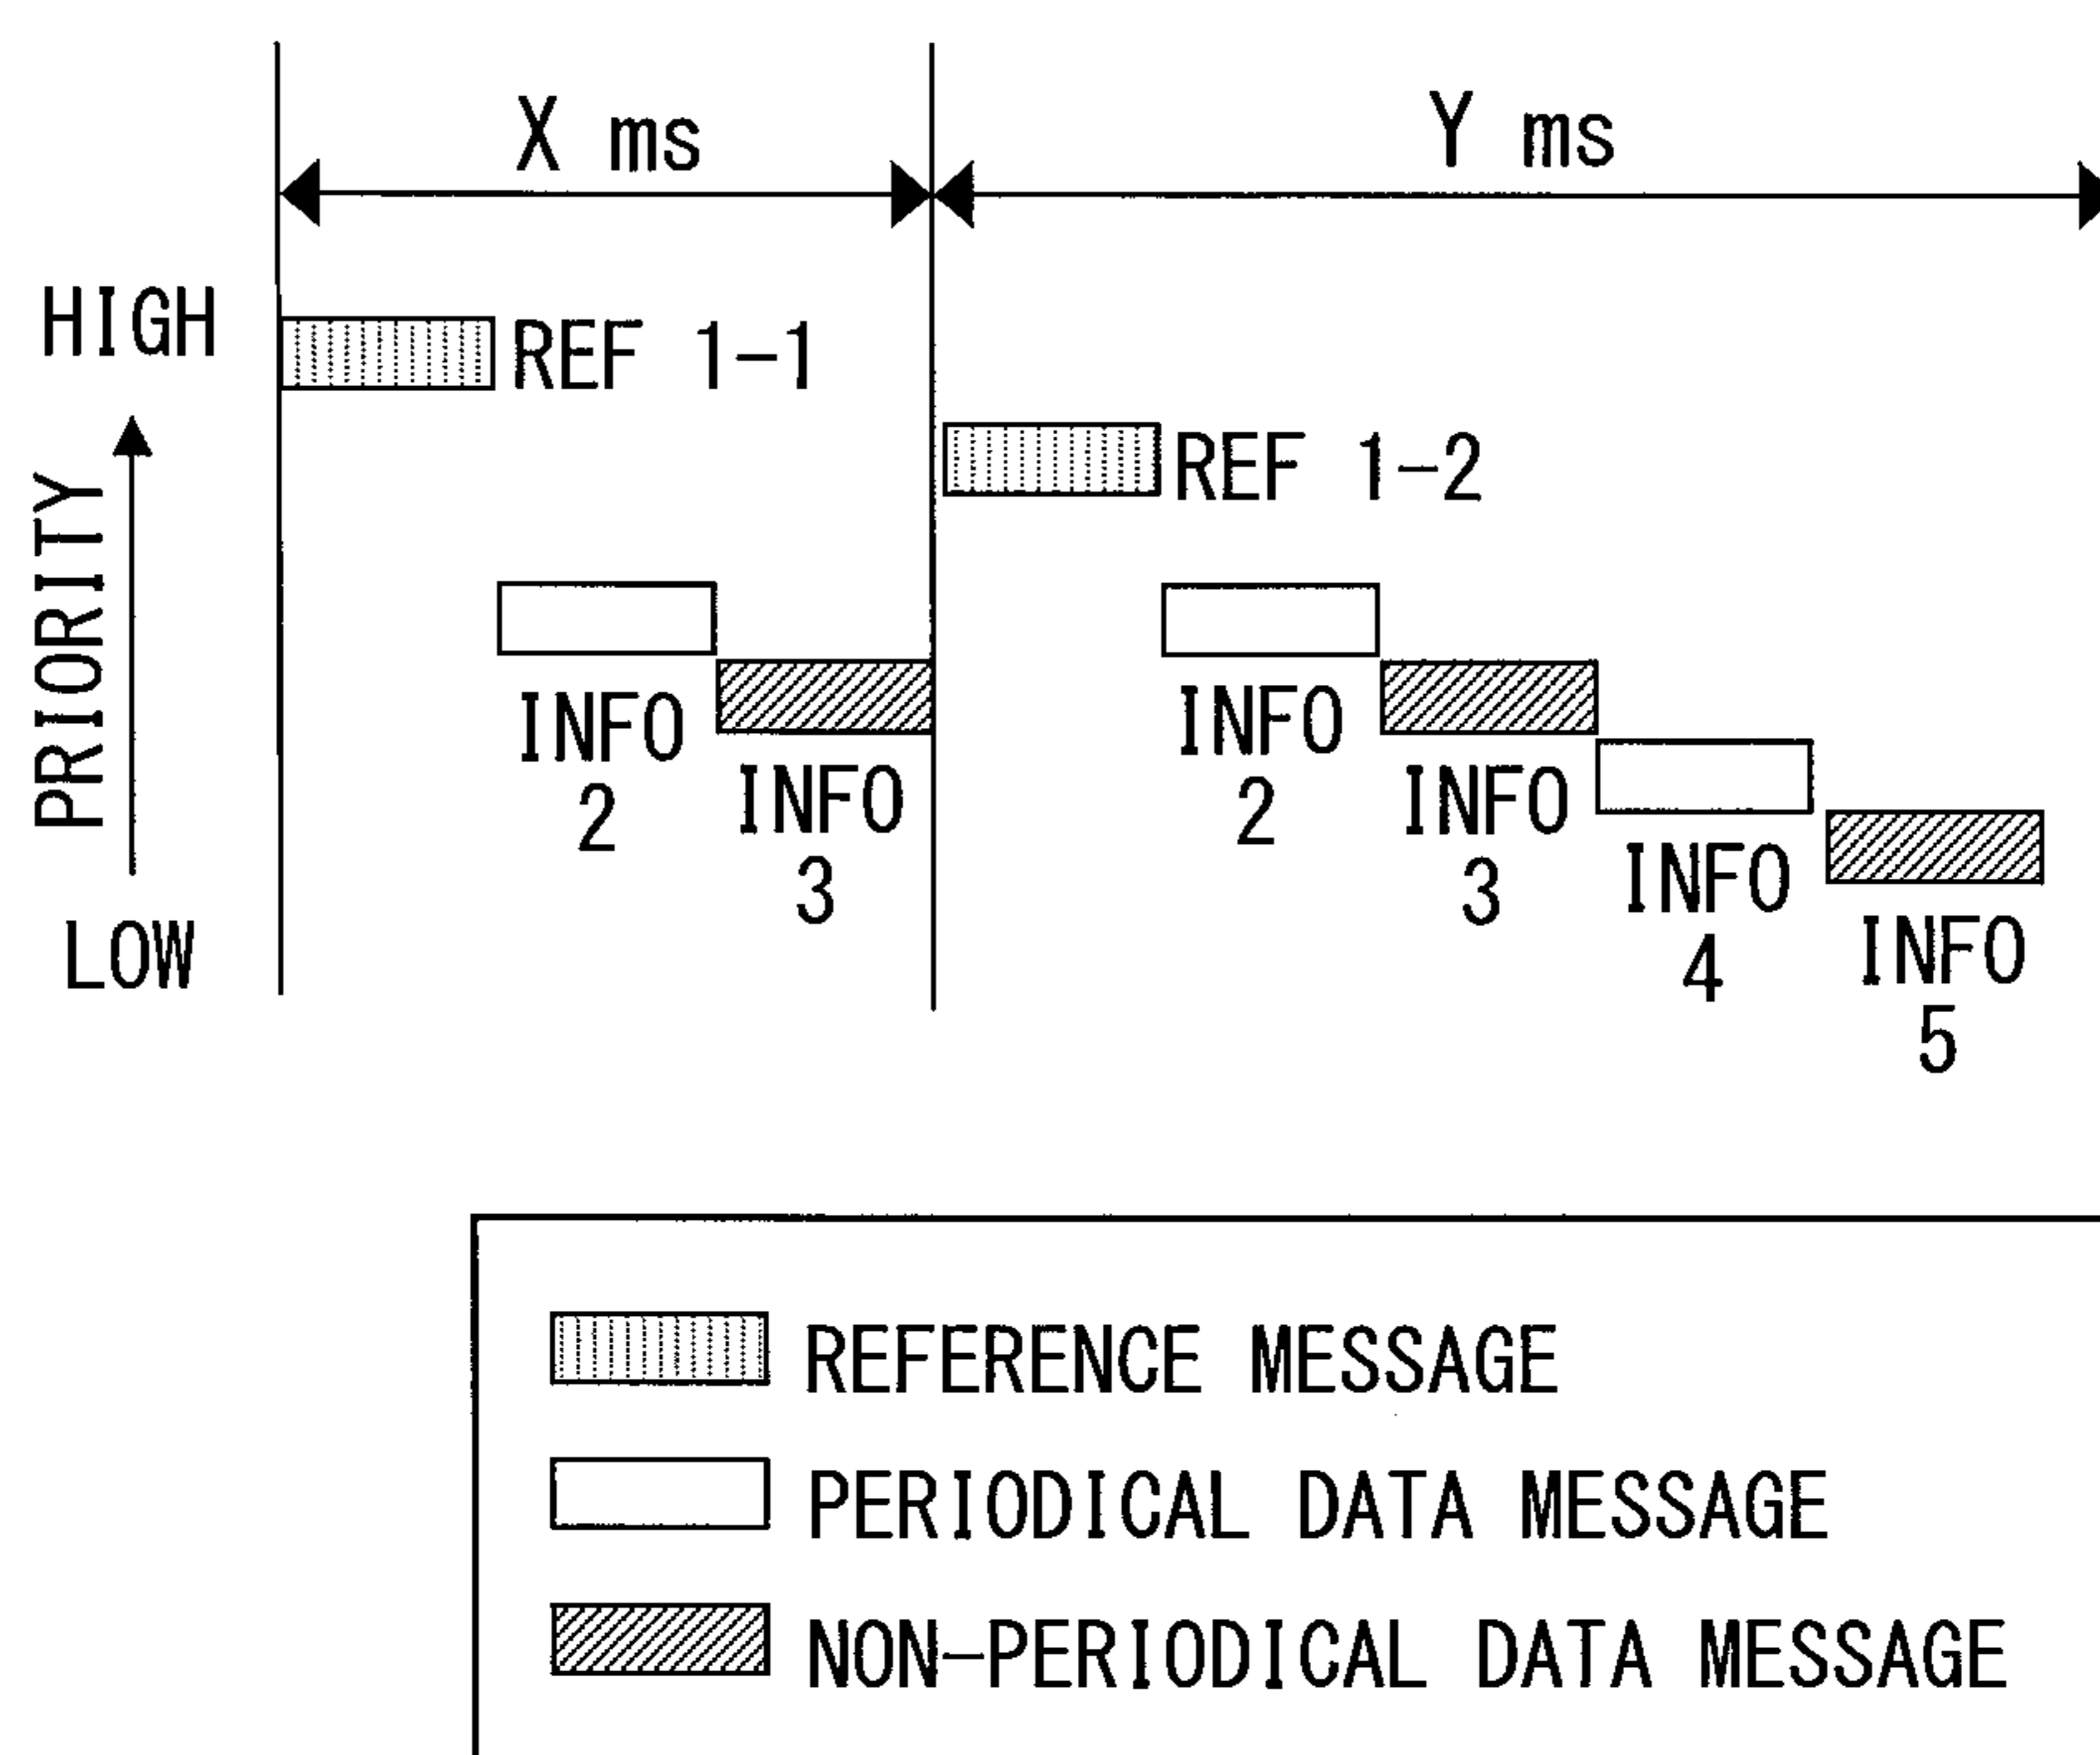 X ms
Y ms
HIGH
REF 1-1
REF 1-2
PRIORITY
INFO
2
INFO
3
INFO
2
INFO
3
INFO
4
INFO
5
LOW
REFERENCE MESSAGE
PERIODICAL DATA MESSAGE
NON-PERIODICAL DATA MESSAGE